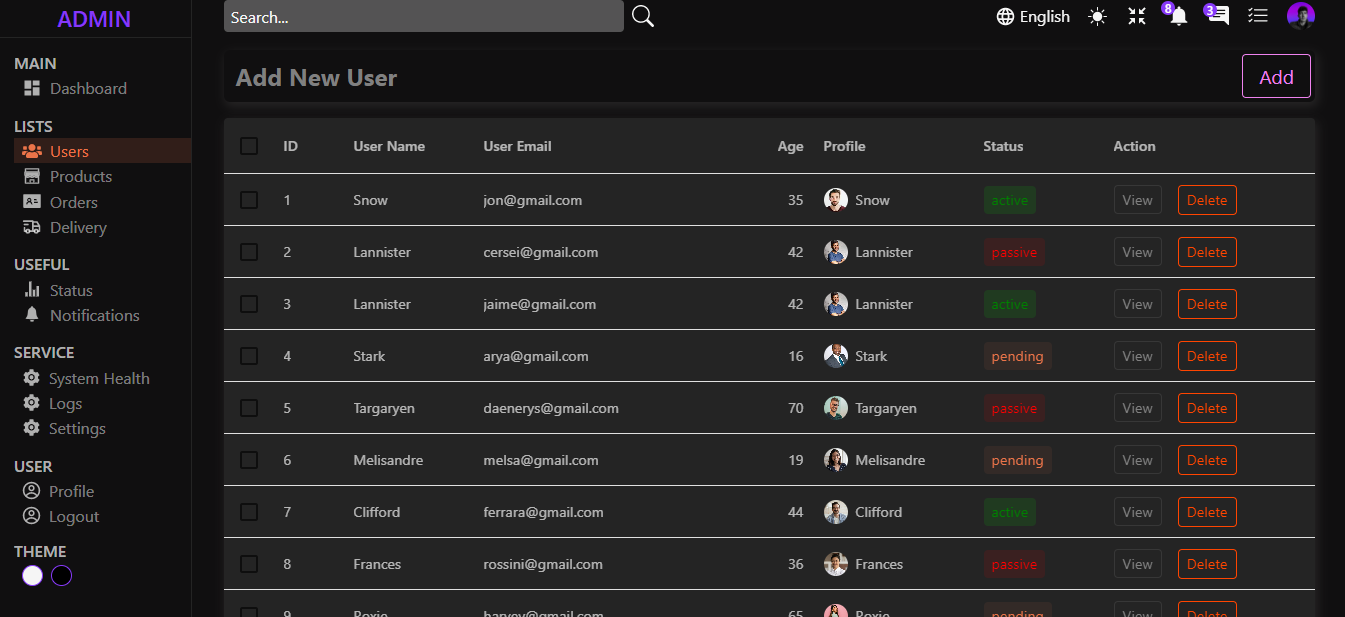 ADMIN
Search...
English
8
3
MAIN
Dashboard
LISTS
Users
Products
Orders
Delivery
USEFUL
Status
Notifications
SERVICE
System Health
Logs
Settings
USER
Profile
Logout
THEME
Add New User
Add
ID User Name User Email Age Profile Status Action
1 Snow jon@gmail.com 35 Snow active View Delete
2 Lannister cersei@gmail.com 42 Lannister passive View Delete
3 Lannister jaime@gmail.com 42 Lannister active View Delete
4 Stark arya@gmail.com 16 Stark pending View Delete
5 Targaryen daenerys@gmail.com 70 Targaryen passive View Delete
6 Melisandre melsa@gmail.com 19 Melisandre pending View Delete
7 Clifford ferrara@gmail.com 44 Clifford active View Delete
8 Frances rossini@gmail.com 36 Frances passive View Delete
9 Roxie harvey@gmail.com 65 Roxie pending View Delete